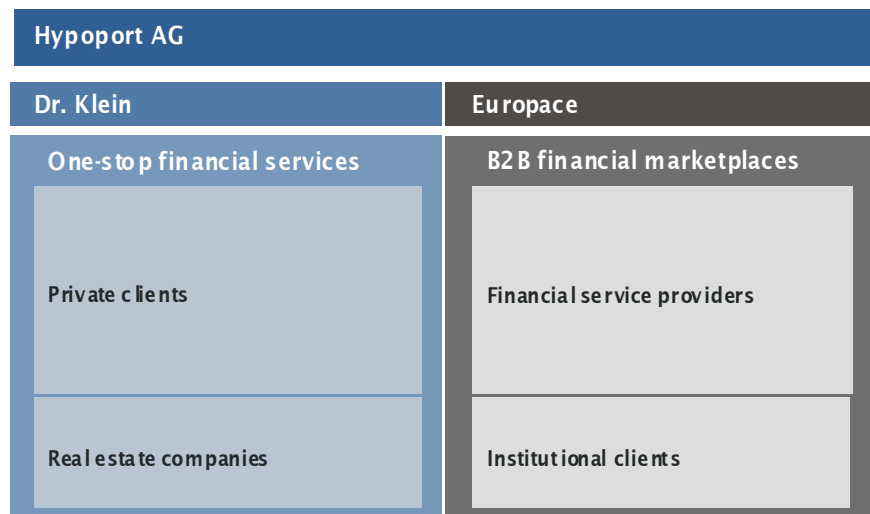 Hypoport AG
Dr. Klein
Europace
One-stop financial services
B2B financial marketplaces
Private clients
Financial service providers
Real estate companies
Institutional clients